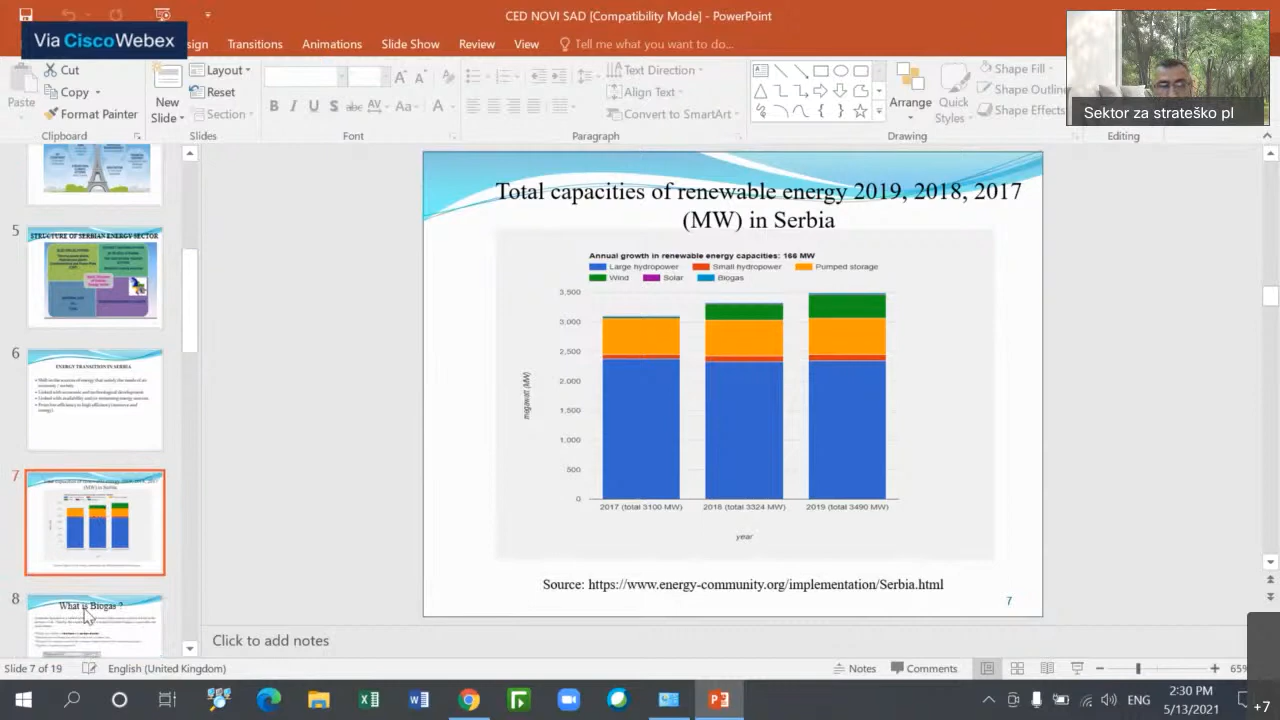 CED NOVI SAD [Compatibility Mode] - PowerPoint
Via CiscoWebex
sign Transitions Animations Slide Show Review View Tell me what you want to do...
Cut
Copy
Format Painter
Paste
Clipboard
New
Slide
Layout
Reset
Section
Slides
B I U S abc AV Aa A
Font
Text Direction
Align Text
Convert to SmartArt
Paragraph
Arrange
Quick
Styles
Shape Fill
Shape Outlin
Shape Effects
Drawing
Editing
Sektor za strateško pl
5
STRUCTURE OF SERBIAN ENERGY SECTOR
6
ENERGY TRANSITION IN SERBIA
7
8
What is Biogas ?
Total capacities of renewable energy 2019, 2018, 2017
(MW) in Serbia
Annual growth in renewable energy capacities: 166 MW
Large hydropower Small hydropower Pumped storage
Wind Solar Biogas
3,500
3,000
2,500
2,000
1,500
1,000
500
0
megawatt (MW)
2017 (total 3100 MW) 2018 (total 3324 MW) 2019 (total 3490 MW)
year
Source: https://www.energy-community.org/implementation/Serbia.html
7
Click to add notes
Slide 7 of 19 English (United Kingdom) Notes Comments 65%
ENG
2:30 PM
5/13/2021
+7